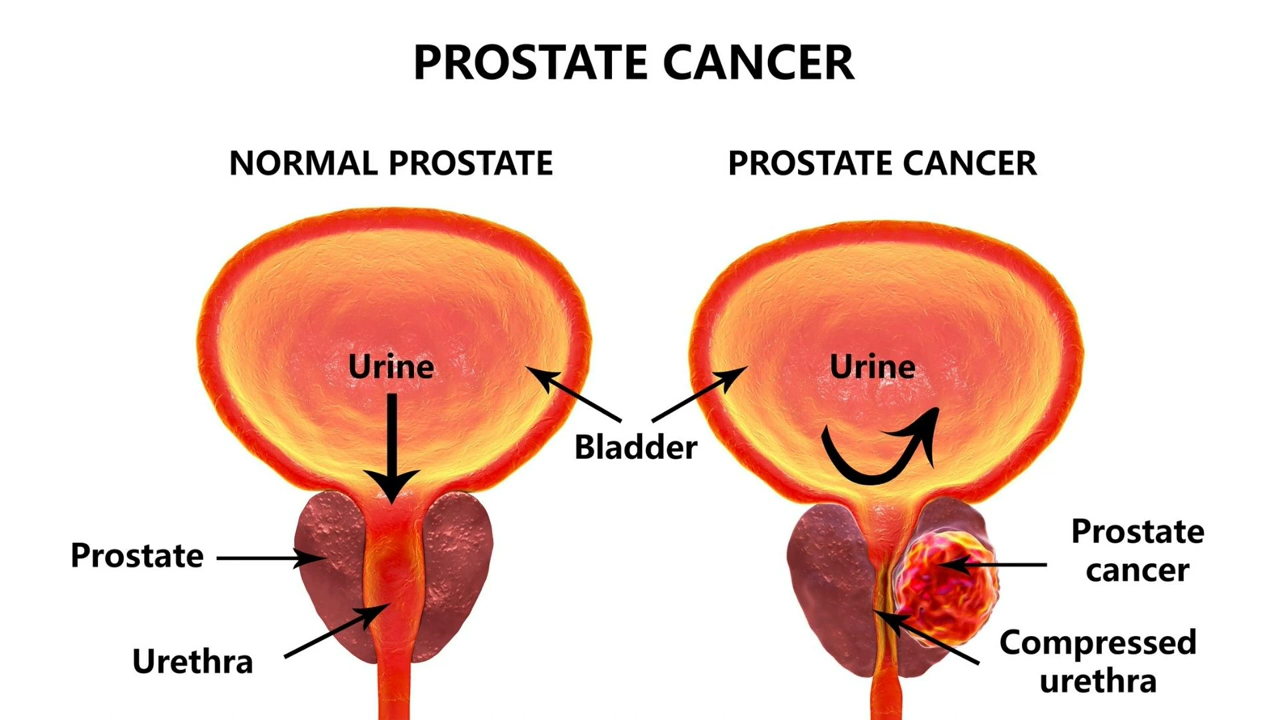 PROSTATE CANCER
NORMAL PROSTATE
PROSTATE CANCER
Urine
Urine
Bladder
Prostate
Urethra
Prostate
cancer
Compressed
urethra